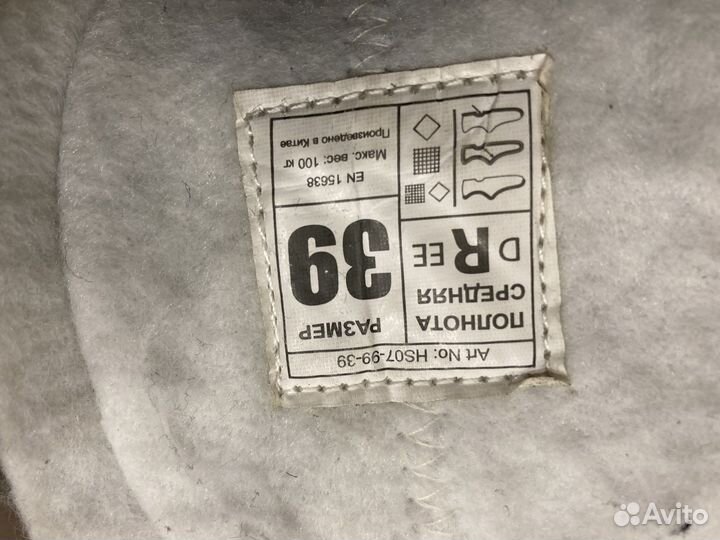 Art No: HS07-99-39
ПОЛНОТА
СРЕДНЯЯ
D R EE
РАЗМЕР
39
EN 15638
Макс. вес: 100 кг
Произведено в Китае
Avito